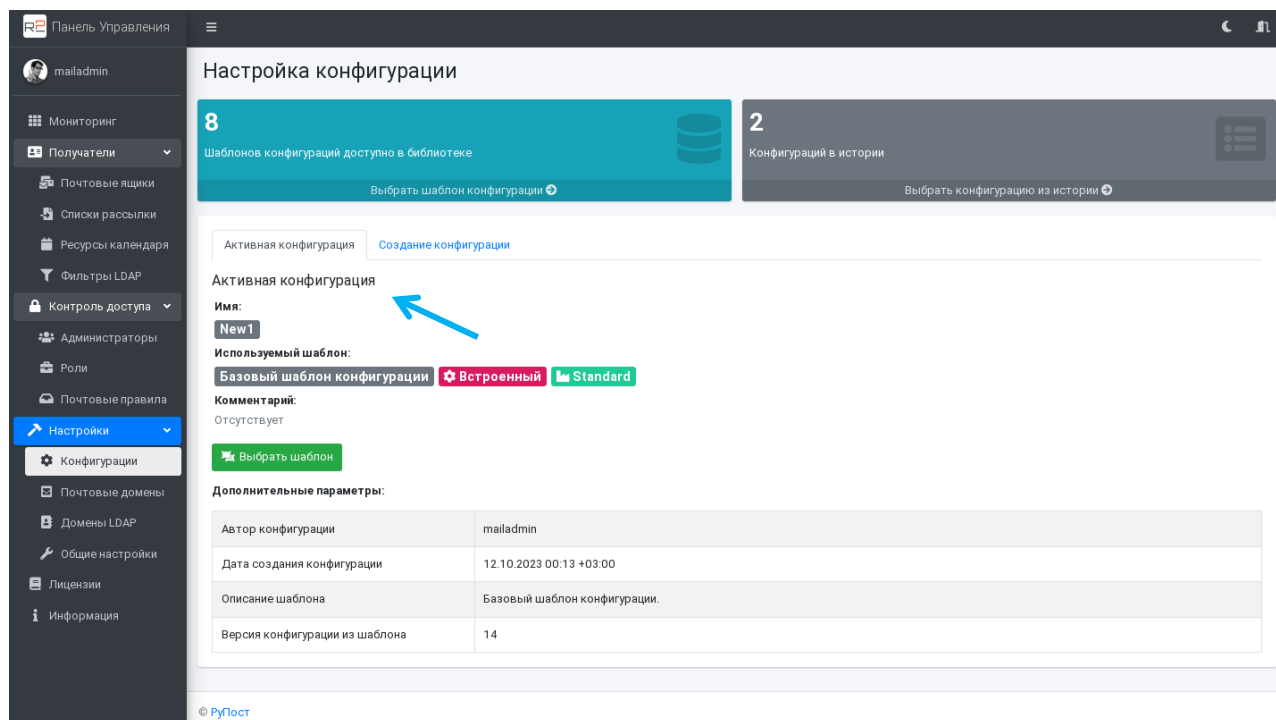 R2 Панель Управления
mailadmin
Мониторинг
Получатели
Почтовые ящики
Списки рассылки
Ресурсы календаря
Фильтры LDAP
Контроль доступа
Администраторы
Роли
Почтовые правила
Настройки
Конфигурации
Почтовые домены
Домены LDAP
Общие настройки
Лицензии
Информация
Настройка конфигурации
8
Шаблонов конфигураций доступно в библиотеке
Выбрать шаблон конфигурации
2
Конфигураций в истории
Выбрать конфигурацию из истории
Активная конфигурация Создание конфигурации
Активная конфигурация
Имя:
New1
Используемый шаблон:
Базовый шаблон конфигурации Встроенный Standard
Комментарий:
Отсутствует
Выбрать шаблон
Дополнительные параметры:
Автор конфигурации mailadmin
Дата создания конфигурации 12.10.2023 00:13 +03:00
Описание шаблона Базовый шаблон конфигурации.
Версия конфигурации из шаблона 14
© РуПост